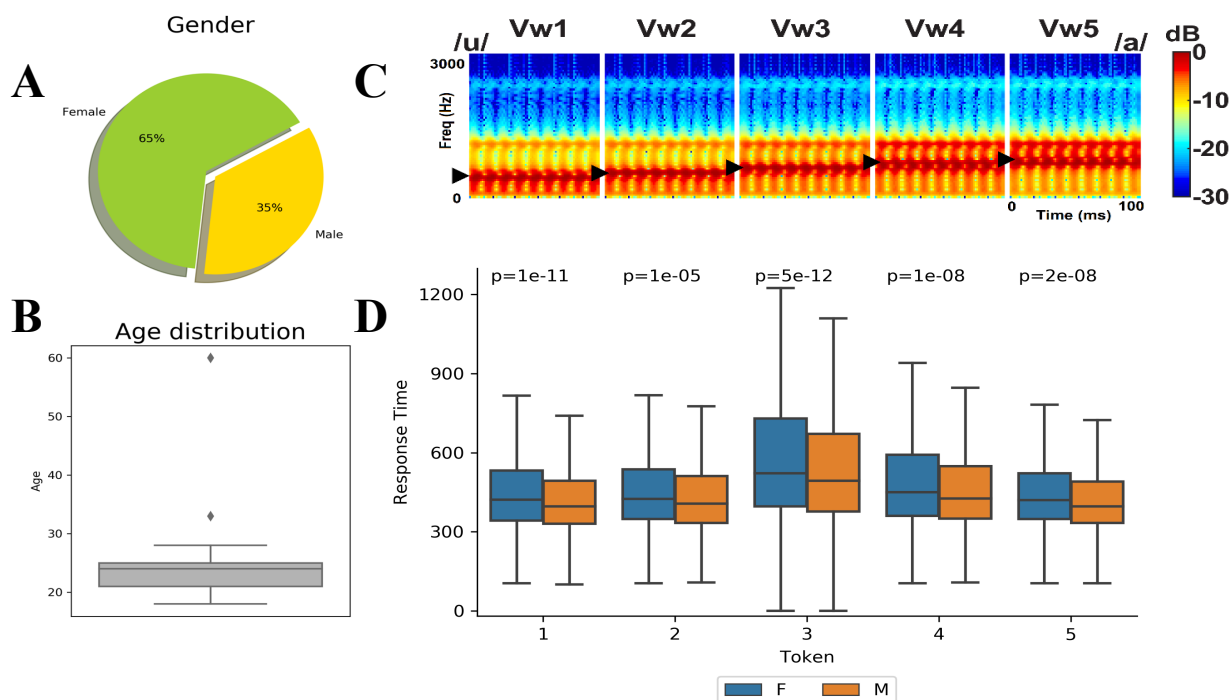 Gender
A
Female
65%
35%
Male
B
Age distribution
60
50
40
30
20
Age
C
/u/ Vw1 Vw2 Vw3 Vw4 Vw5 /a/
dB
3000
Freq (Hz)
0
0
-10
-20
-30
0 Time (ms) 100
D
p=1e-11 p=1e-05 p=5e-12 p=1e-08 p=2e-08
1200
900
600
300
0
Response Time
1 2 3 4 5
Token
F M